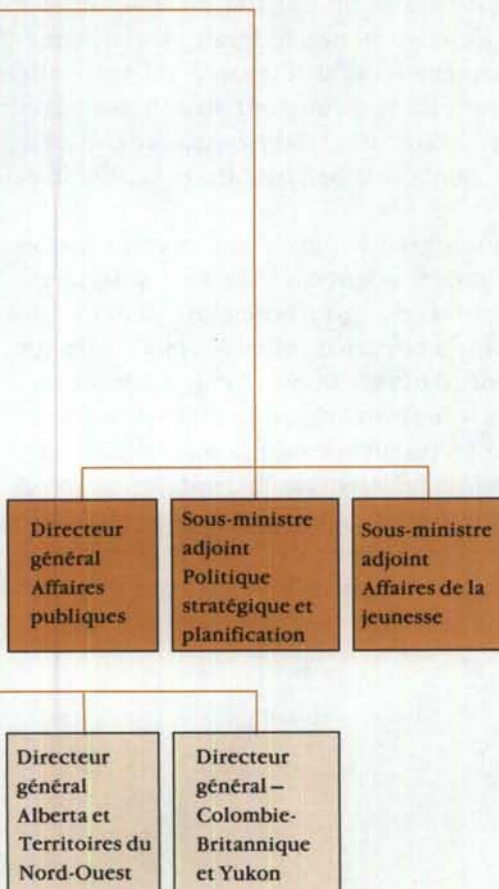 Directeur
général
Affaires
publiques
Sous-ministre
adjoint
Politique
stratégique et
planification
Sous-ministre
adjoint
Affaires de la
jeunesse
Directeur
général
Alberta et
Territoires du
Nord-Ouest
Directeur
général –
Colombie-
Britannique
et Yukon